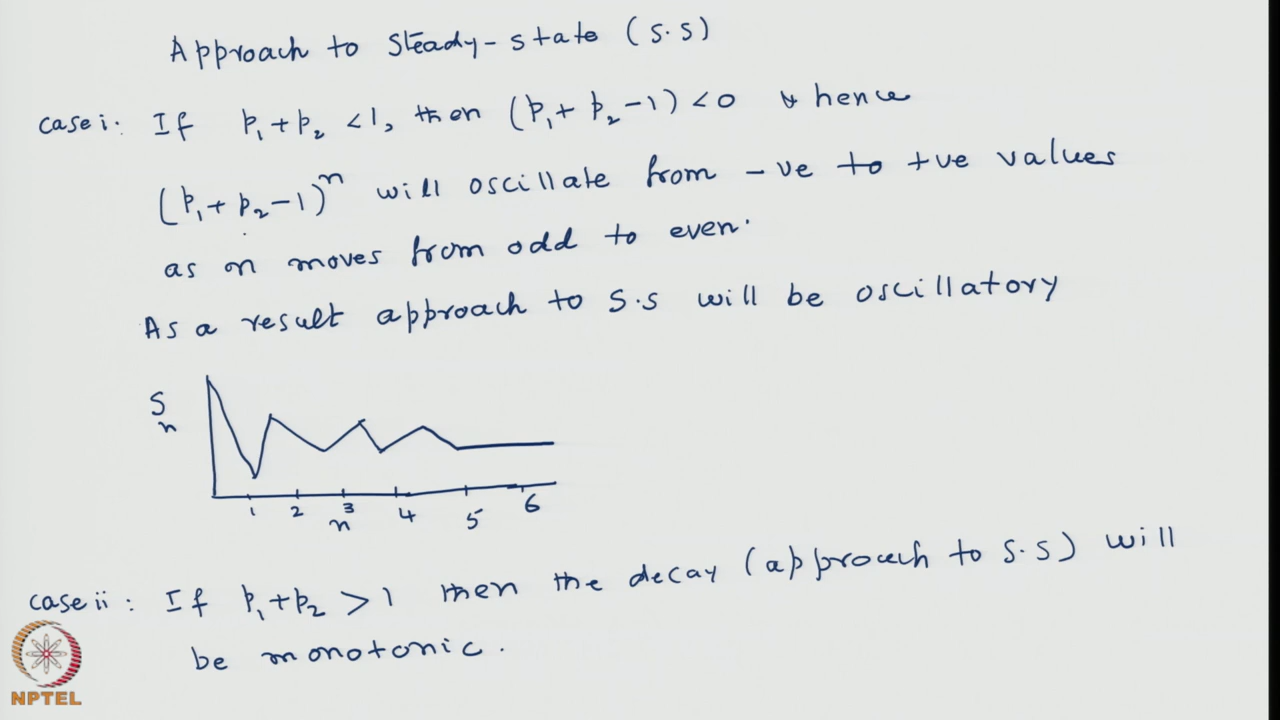 Approach to Steady-state (s.s)
case i. If p₁ + p₂ < 1, then (p₁ + p₂ - 1) < 0 & hence
(p₁ + p₂ - 1)ⁿ will oscillate from -ve to +ve values
as n moves from odd to even.
As a result approach to s.s will be oscillatory
Sₙ
1 2 3 4 5 6
n
case ii : If p₁ + p₂ > 1 then the decay (approach to s.s) will
be monotonic.
NPTEL